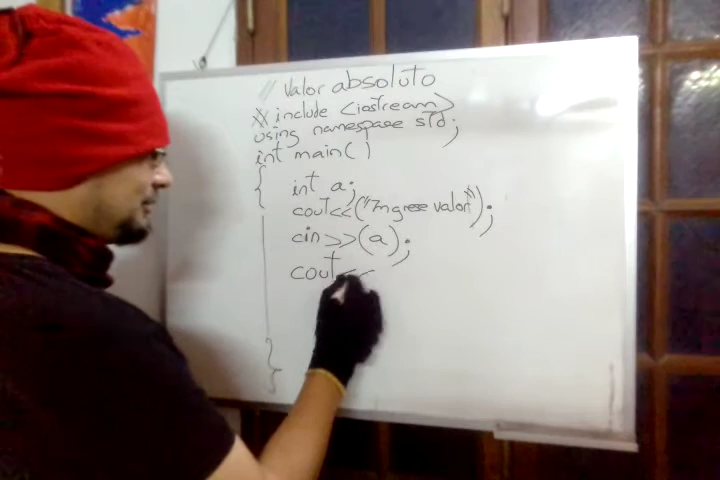 // Valor absoluto
# include <iostream>
using namespace std;
int main( )
{
int a;
cout<<("Ingrese valor");
cin>>(a);
cout<<
}